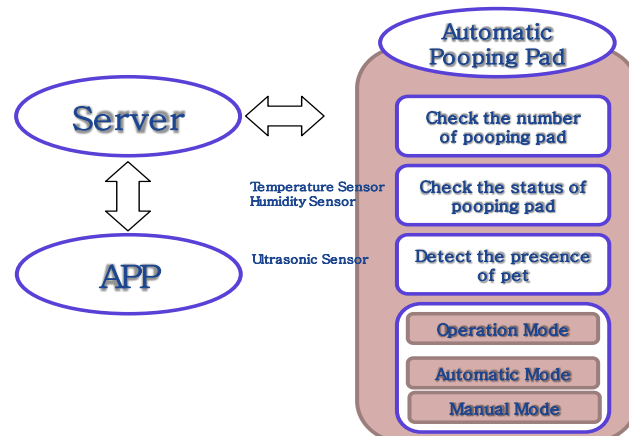 Automatic
Pooping Pad
Server
Check the number
of pooping pad
Temperature Sensor
Humidity Sensor
Check the status of
pooping pad
APP
Ultrasonic Sensor
Detect the presence
of pet
Operation Mode
Automatic Mode
Manual Mode